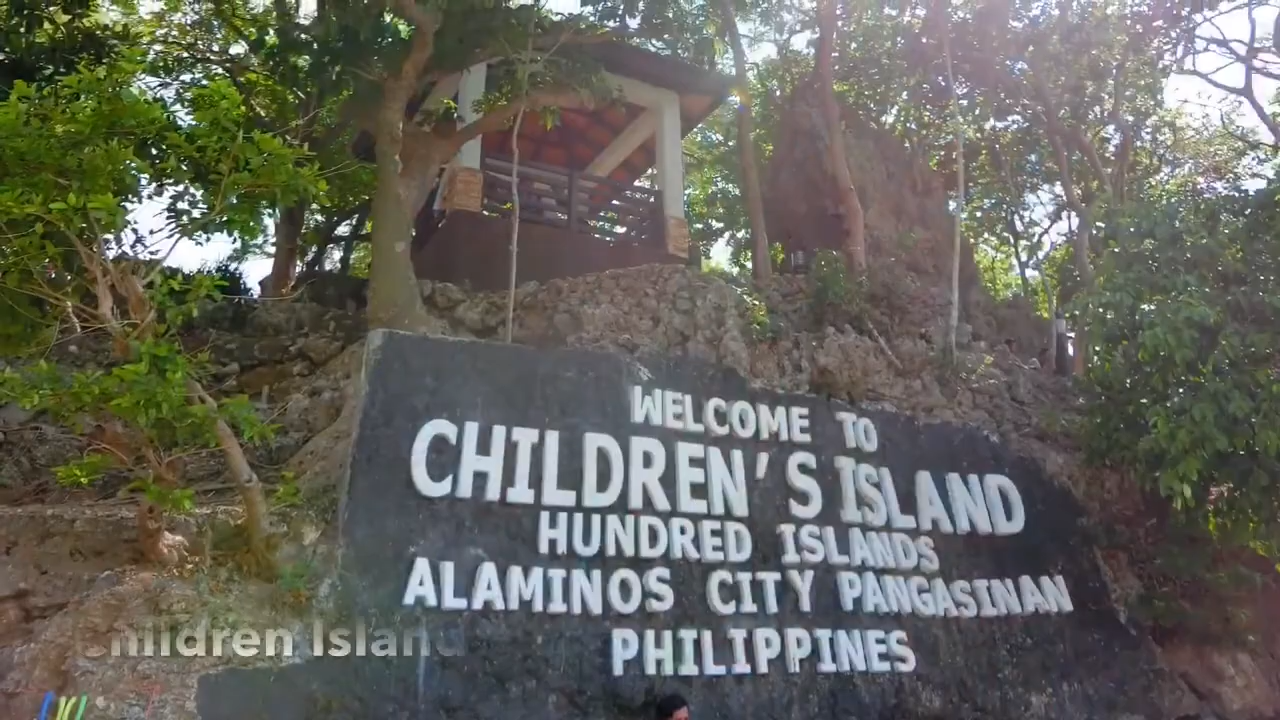 WELCOME TO
CHILDREN'S ISLAND
HUNDRED ISLANDS
ALAMINOS CITY PANGASINAN
PHILIPPINES
Children Island